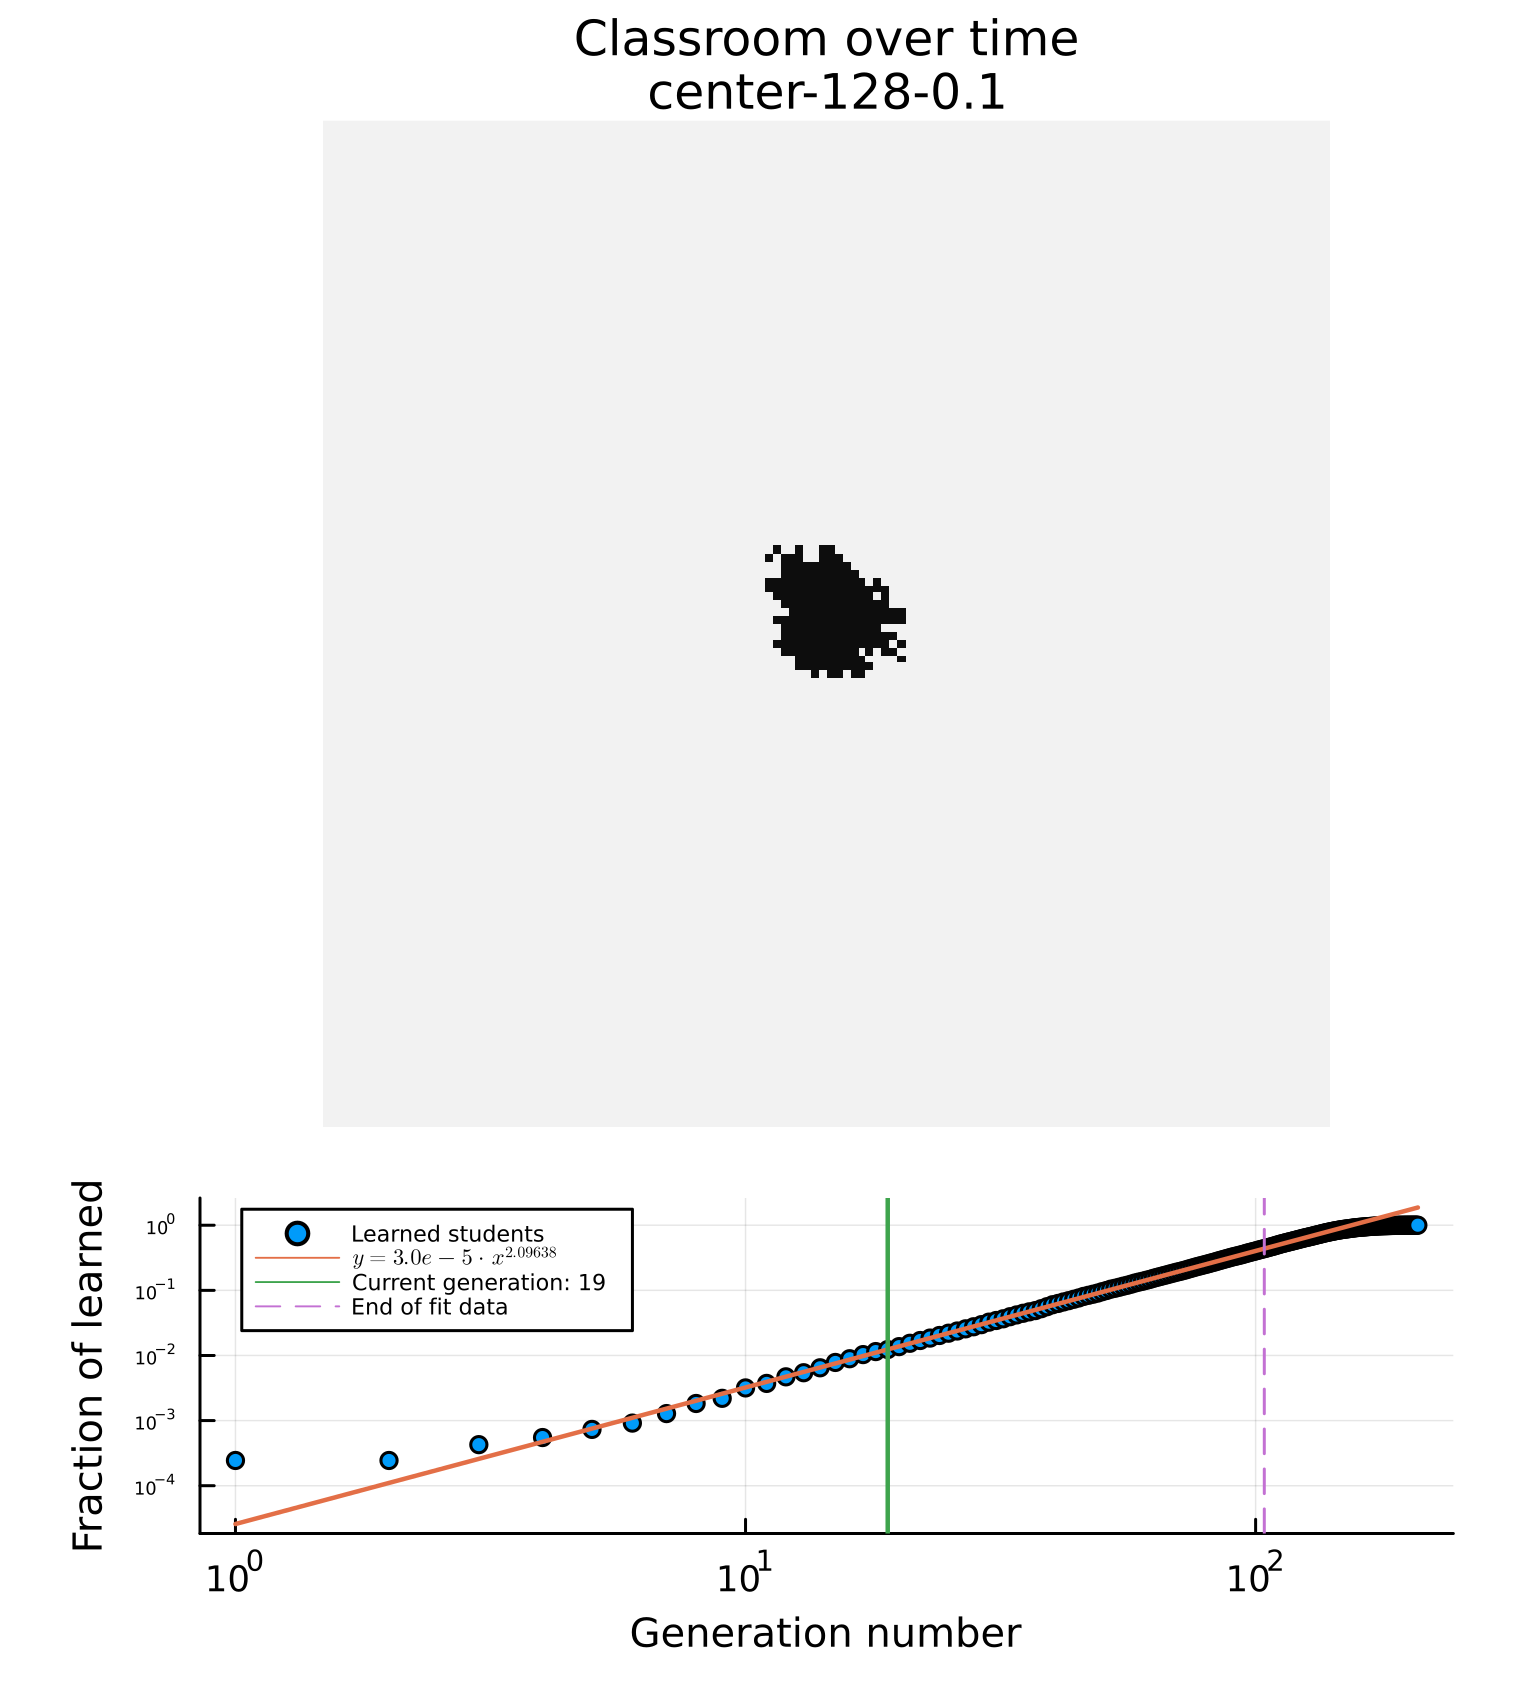 Classroom over time
center-128-0.1
Fraction of learned
10^0
10^-1
10^-2
10^-3
10^-4
Learned students
y = 3.0e − 5 · x^2.09638
Current generation: 19
End of fit data
10^0 10^1 10^2
Generation number